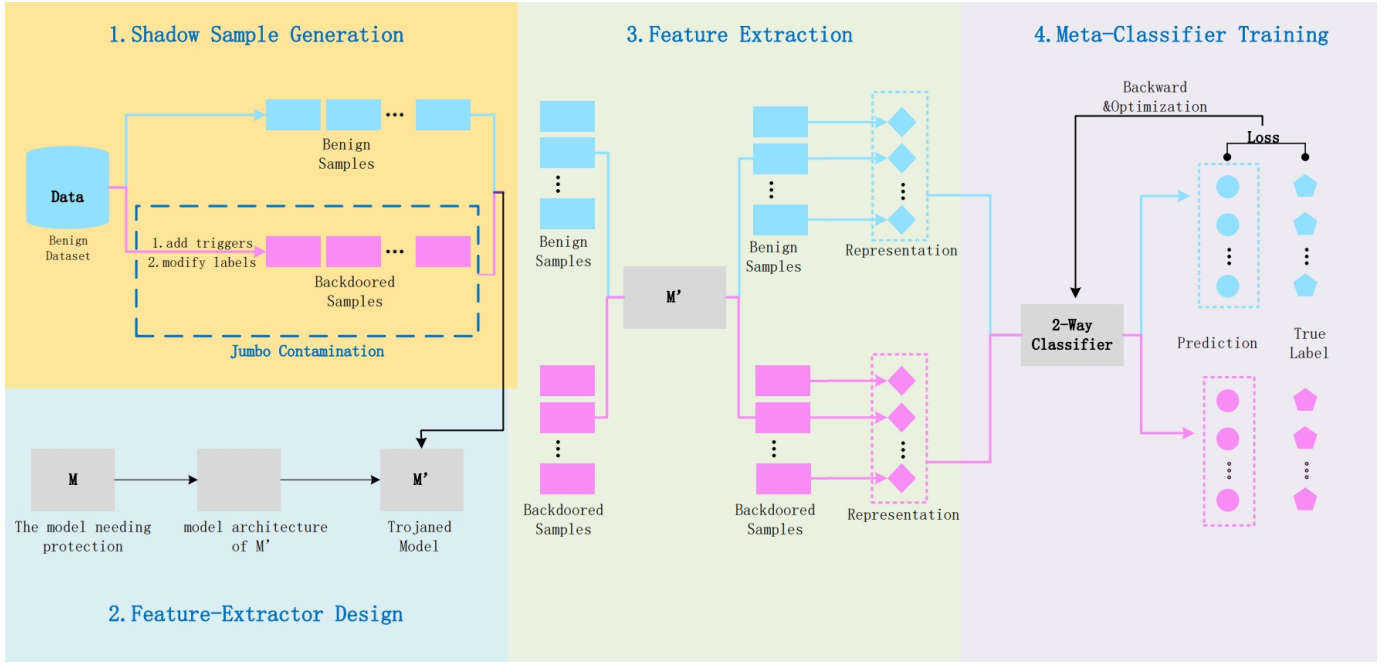 1.Shadow Sample Generation
Data
Benign
Dataset
Benign
Samples
1.add triggers
2.modify labels
Backdoored
Samples
Jumbo Contamination
M
The model needing
protection
model architecture
of M'
M'
Trojaned
Model
2.Feature-Extractor Design
3.Feature Extraction
Benign
Samples
Backdoored
Samples
M'
Benign
Samples
Representation
Backdoored
Samples
Representation
4.Meta-Classifier Training
Backward
&Optimization
Loss
2-Way
Classifier
Prediction
True
Label